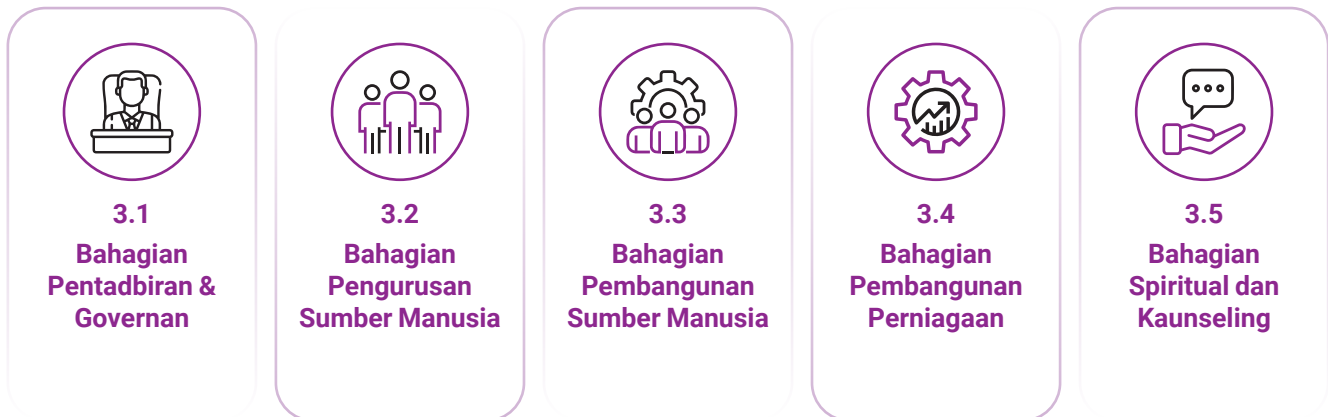 3.1
Bahagian
Pentadbiran &
Governan
3.2
Bahagian
Pengurusan
Sumber Manusia
3.3
Bahagian
Pembangunan
Sumber Manusia
3.4
Bahagian
Pembangunan
Perniagaan
3.5
Bahagian
Spiritual dan
Kaunseling